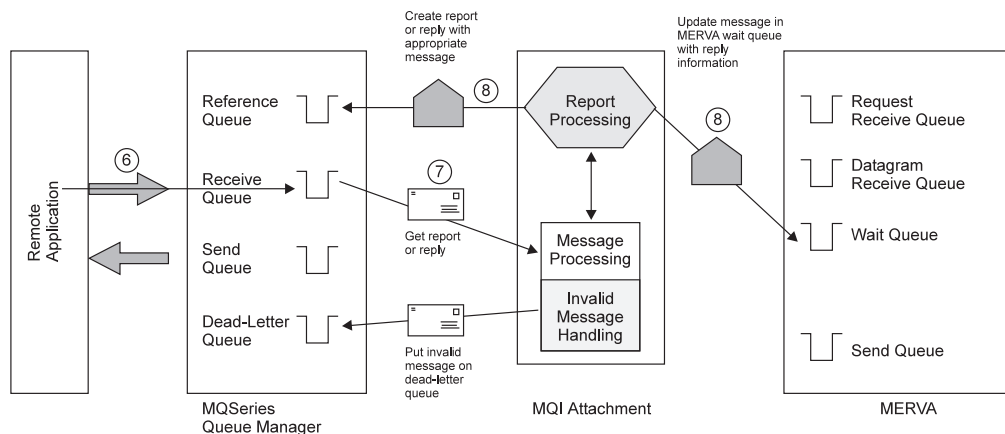 Create report
or reply with
appropriate
message
Update message in
MERVA wait queue
with reply
information
8
8
6
7
Remote
Application
Reference
Queue
Receive
Queue
Send
Queue
Dead-Letter
Queue
Get report
or reply
Put invalid
message on
dead-letter
queue
Report
Processing
Message
Processing
Invalid
Message
Handling
Request
Receive Queue
Datagram
Receive Queue
Wait Queue
Send Queue
MQSeries
Queue Manager
MQI Attachment
MERVA